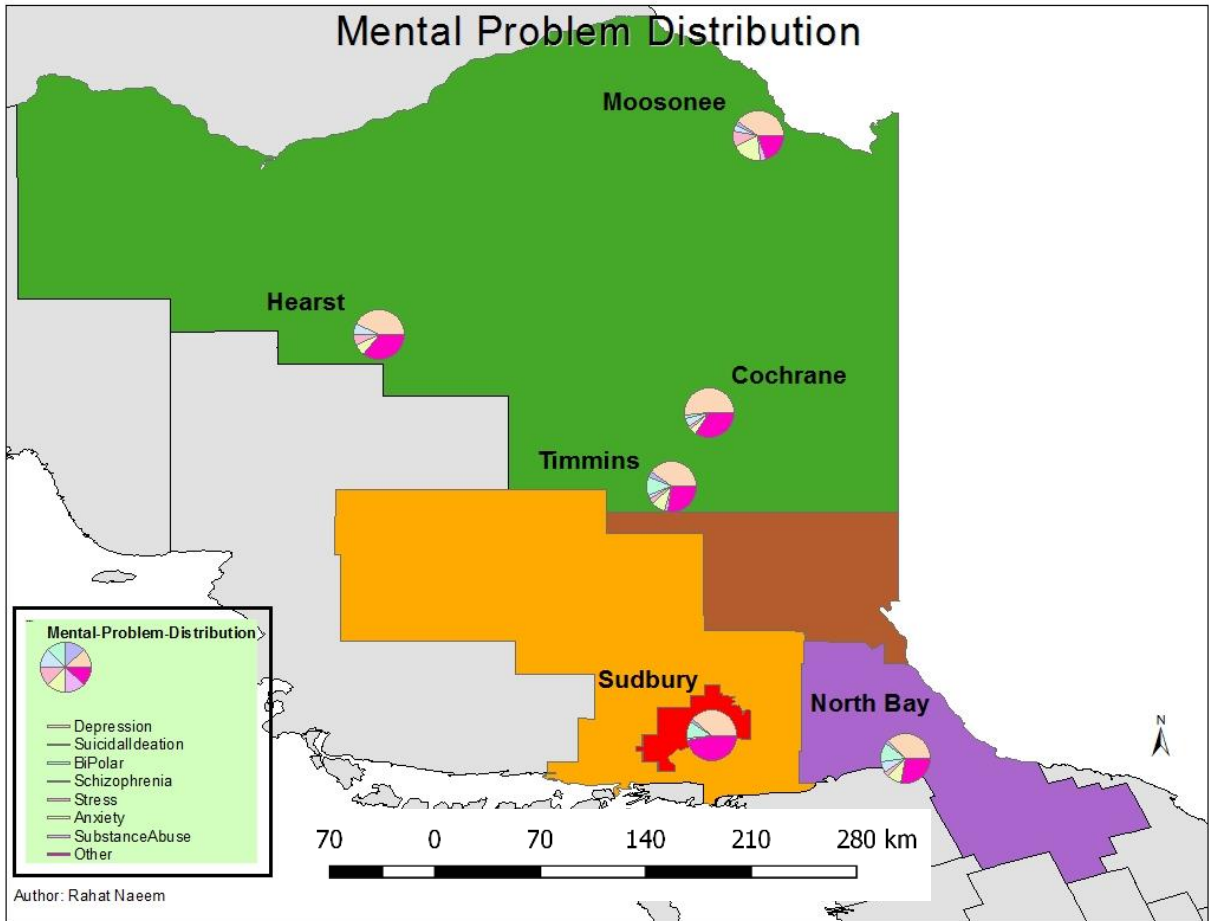 Mental Problem Distribution
Moosonee
Hearst
Cochrane
Timmins
Sudbury
North Bay
N
Mental-Problem-Distribution
Depression
SuicidalIdeation
BiPolar
Schizophrenia
Stress
Anxiety
SubstanceAbuse
Other
70 0 70 140 210 280 km
Author: Rahat Naeem